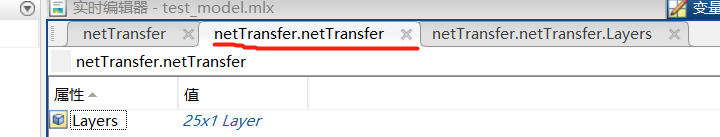 实时编辑器 - test_model.mlx
变量
netTransfer
netTransfer.netTransfer
netTransfer.netTransfer.Layers
netTransfer.netTransfer
属性 值
Layers 25x1 Layer